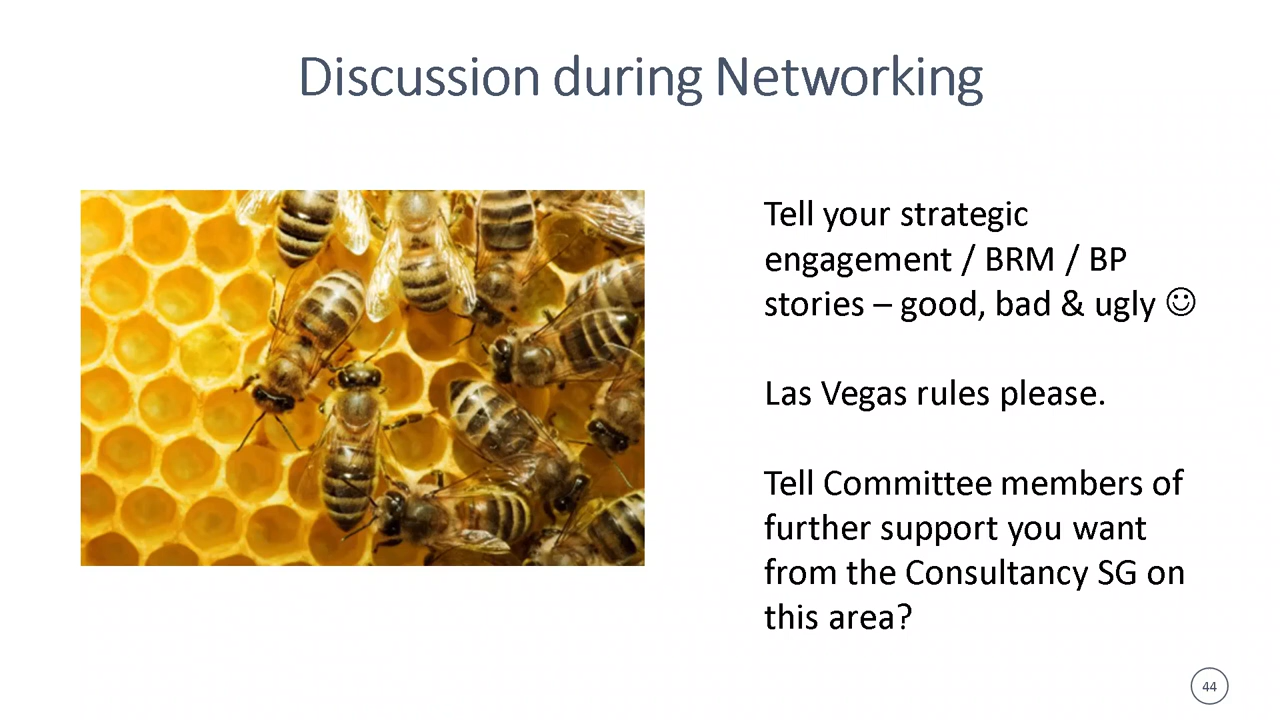 Discussion during Networking
Tell your strategic
engagement / BRM / BP
stories – good, bad & ugly ☺
Las Vegas rules please.
Tell Committee members of
further support you want
from the Consultancy SG on
this area?
44